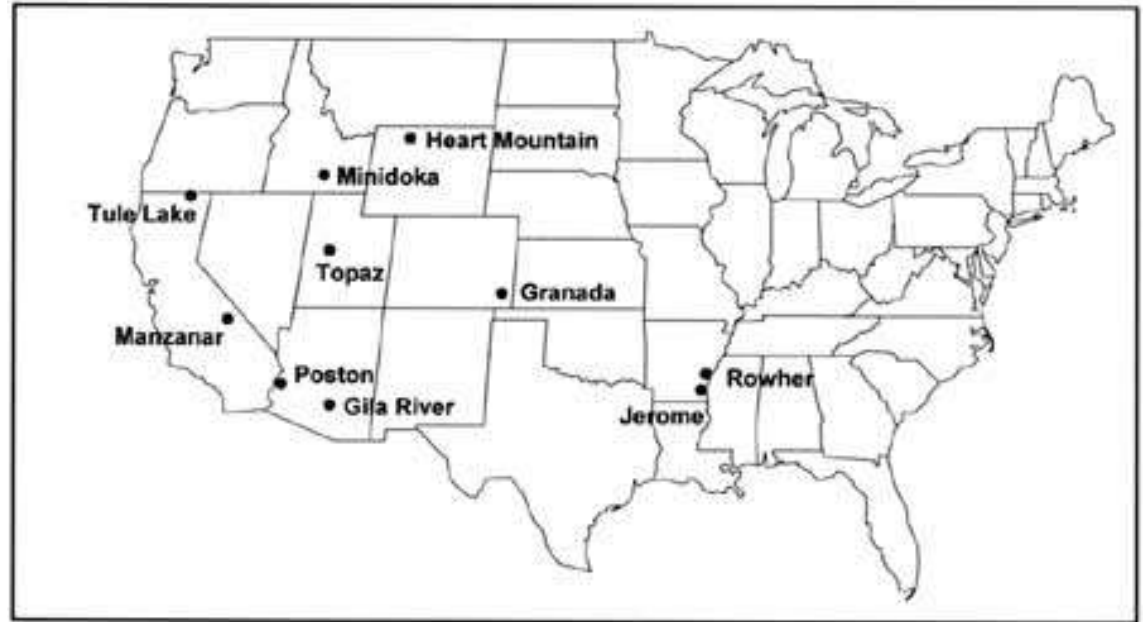 Heart Mountain
Minidoka
Tule Lake
Topaz
Granada
Manzanar
Poston
Rowher
Gila River
Jerome